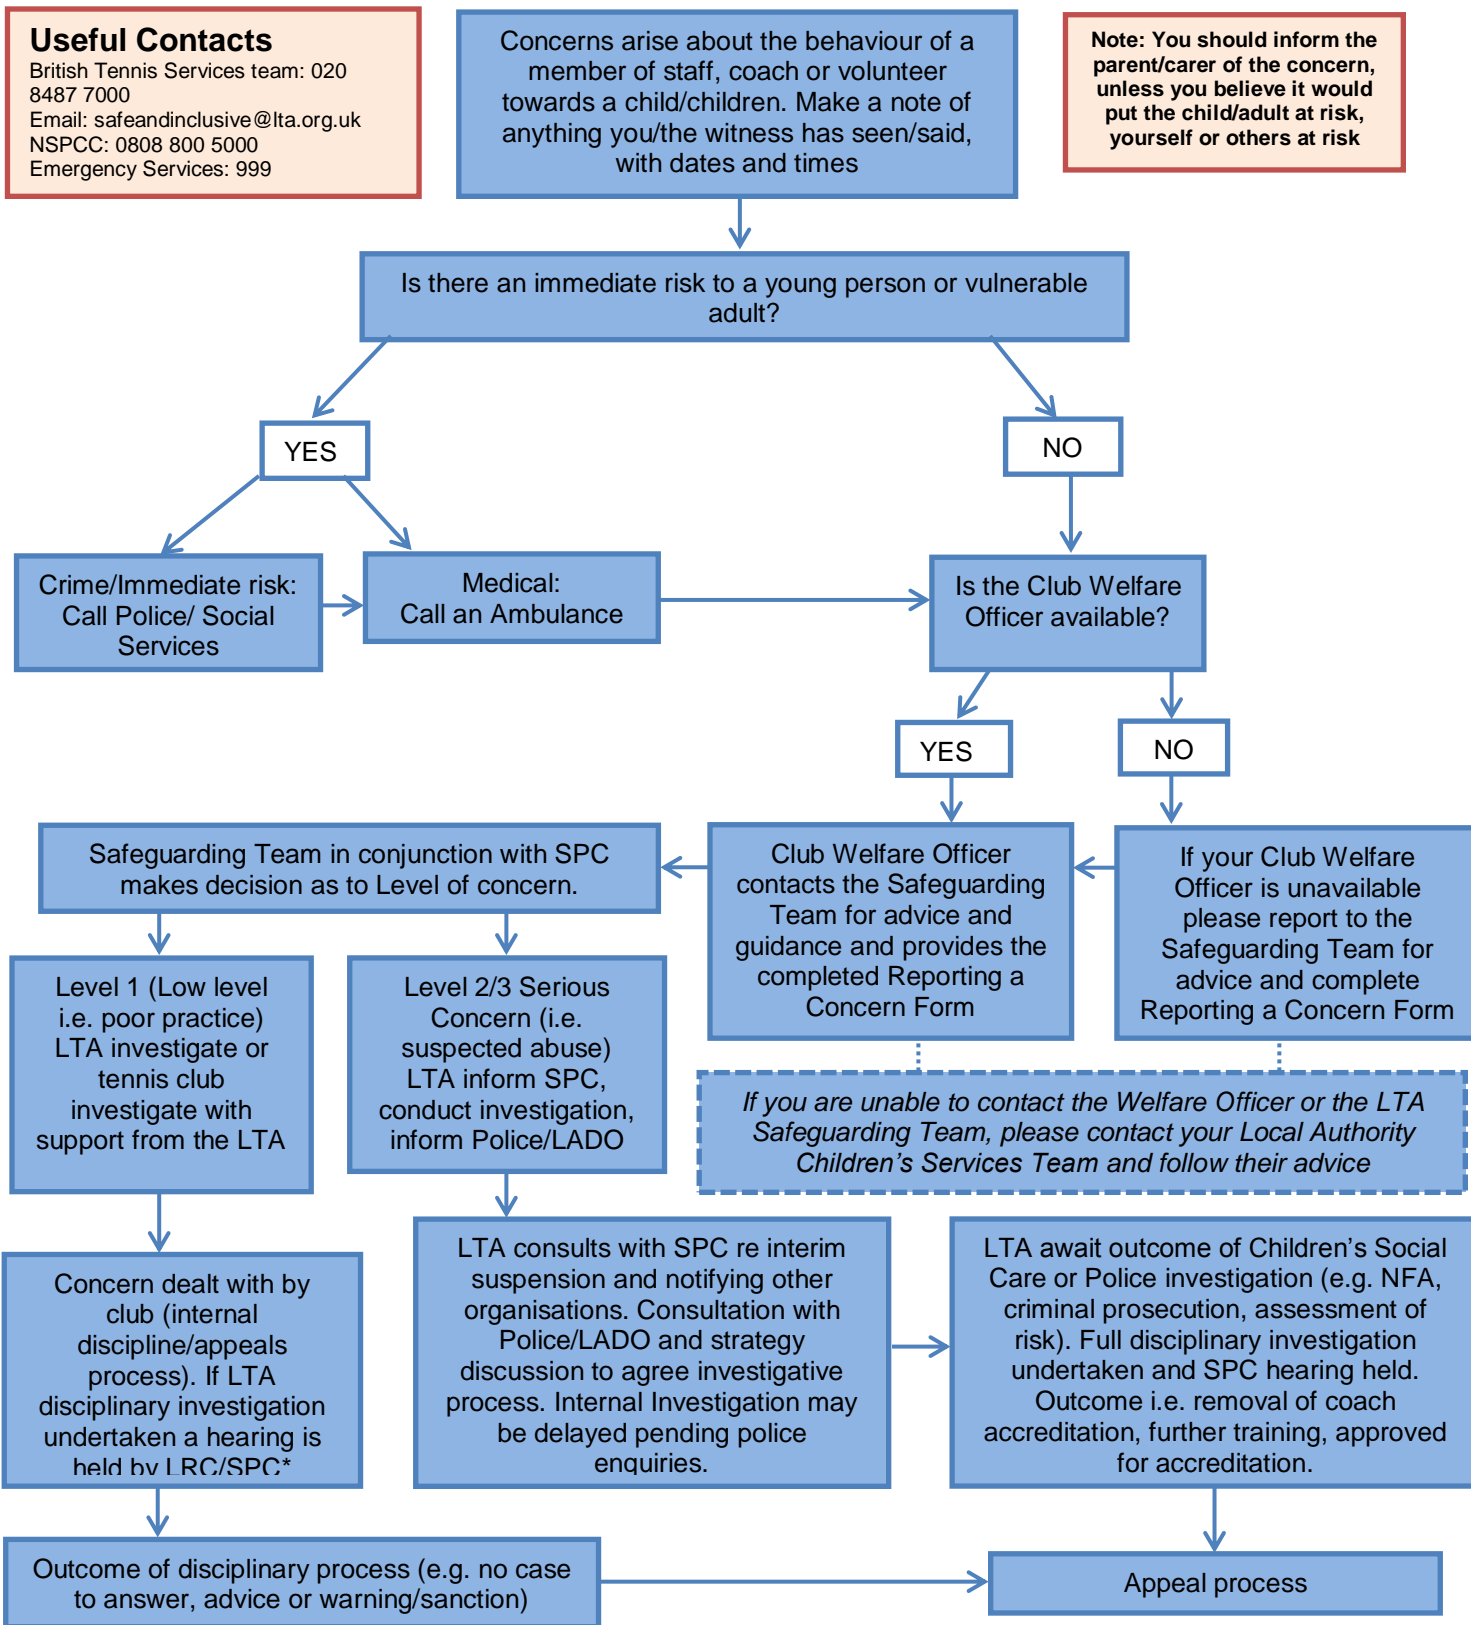 Useful Contacts
British Tennis Services team: 020
8487 7000
Email: safeandinclusive@lta.org.uk
NSPCC: 0808 800 5000
Emergency Services: 999
Concerns arise about the behaviour of a
member of staff, coach or volunteer
towards a child/children. Make a note of
anything you/the witness has seen/said,
with dates and times
Note: You should inform the
parent/carer of the concern,
unless you believe it would
put the child/adult at risk,
yourself or others at risk
Is there an immediate risk to a young person or vulnerable
adult?
YES
NO
Crime/Immediate risk:
Call Police/ Social
Services
Medical:
Call an Ambulance
Is the Club Welfare
Officer available?
YES
NO
Safeguarding Team in conjunction with SPC
makes decision as to Level of concern.
Club Welfare Officer
contacts the Safeguarding
Team for advice and
guidance and provides the
completed Reporting a
Concern Form
If your Club Welfare
Officer is unavailable
please report to the
Safeguarding Team for
advice and complete
Reporting a Concern Form
Level 1 (Low level
i.e. poor practice)
LTA investigate or
tennis club
investigate with
support from the LTA
Level 2/3 Serious
Concern (i.e.
suspected abuse)
LTA inform SPC,
conduct investigation,
inform Police/LADO
If you are unable to contact the Welfare Officer or the LTA
Safeguarding Team, please contact your Local Authority
Children's Services Team and follow their advice
Concern dealt with by
club (internal
discipline/appeals
process). If LTA
disciplinary investigation
undertaken a hearing is
held by LRC/SPC*
LTA consults with SPC re interim
suspension and notifying other
organisations. Consultation with
Police/LADO and strategy
discussion to agree investigative
process. Internal Investigation may
be delayed pending police
enquiries.
LTA await outcome of Children's Social
Care or Police investigation (e.g. NFA,
criminal prosecution, assessment of
risk). Full disciplinary investigation
undertaken and SPC hearing held.
Outcome i.e. removal of coach
accreditation, further training, approved
for accreditation.
Outcome of disciplinary process (e.g. no case
to answer, advice or warning/sanction)
Appeal process